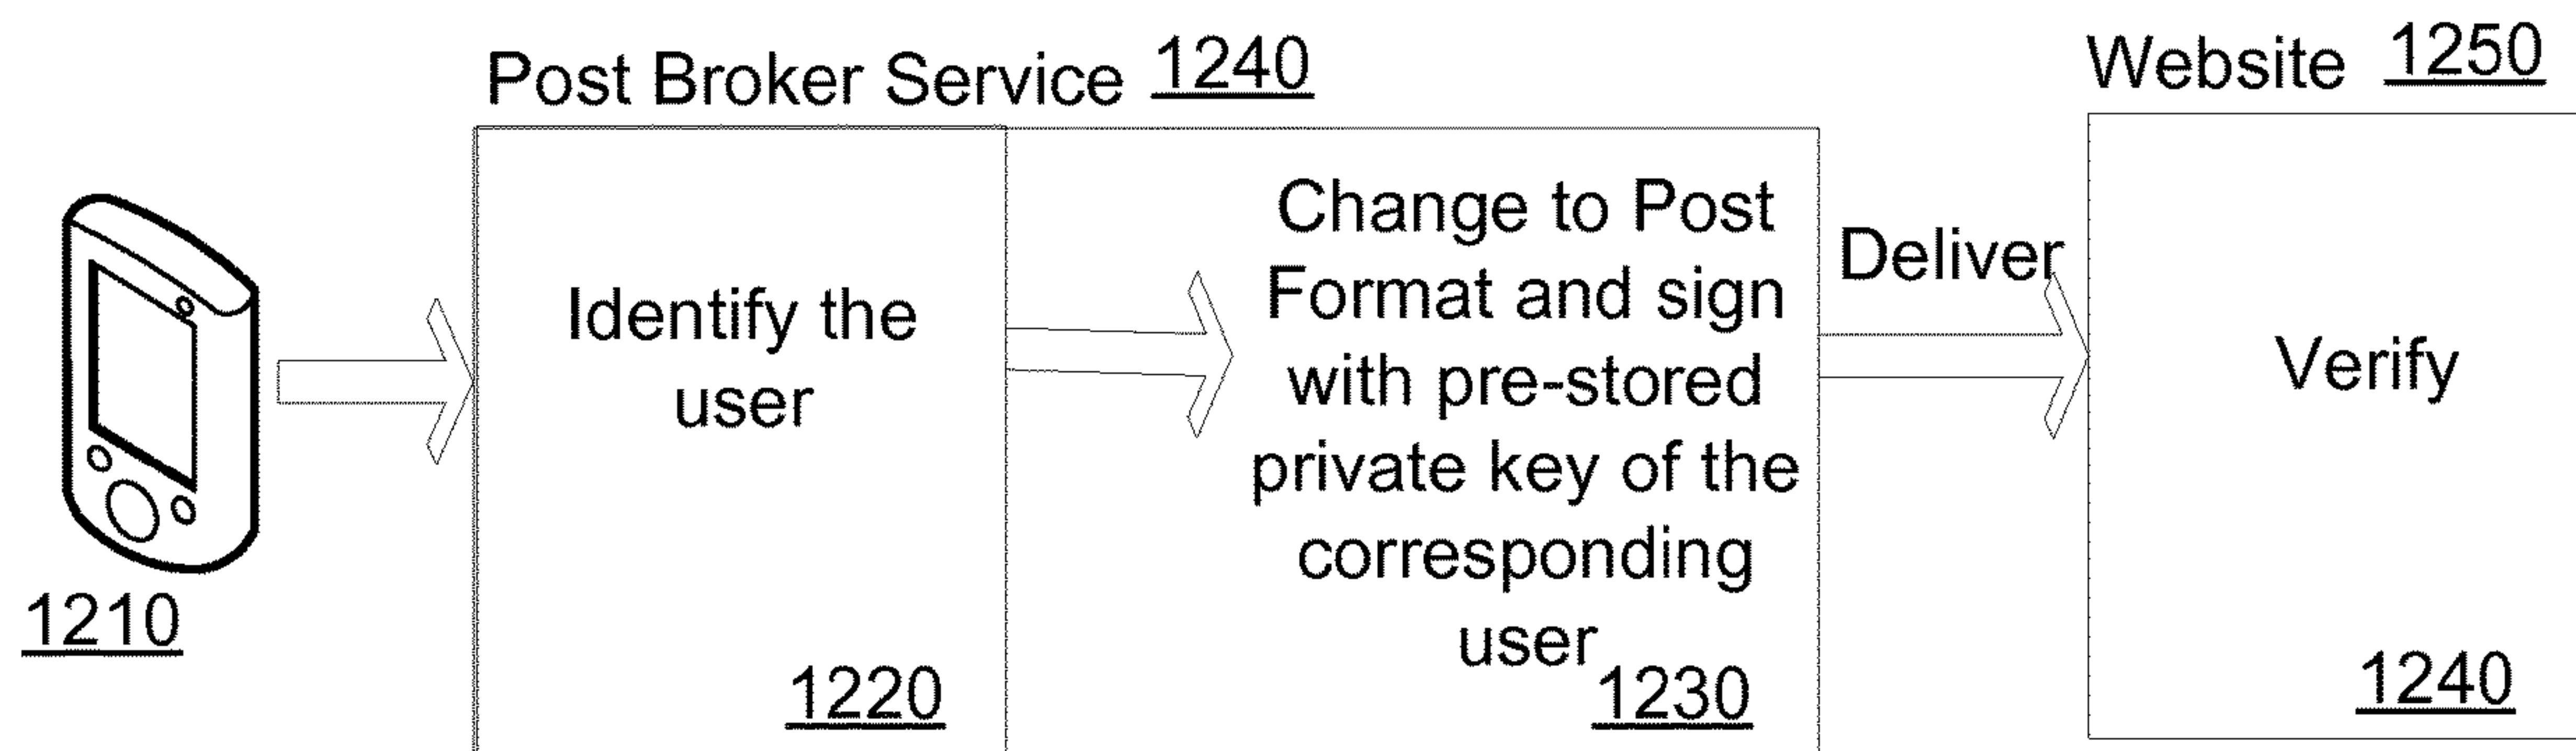 Post Broker Service 1240
Website 1250
1210
Identify the
user
1220
Change to Post
Format and sign
with pre-stored
private key of the
corresponding
user
1230
Deliver
Verify
1240